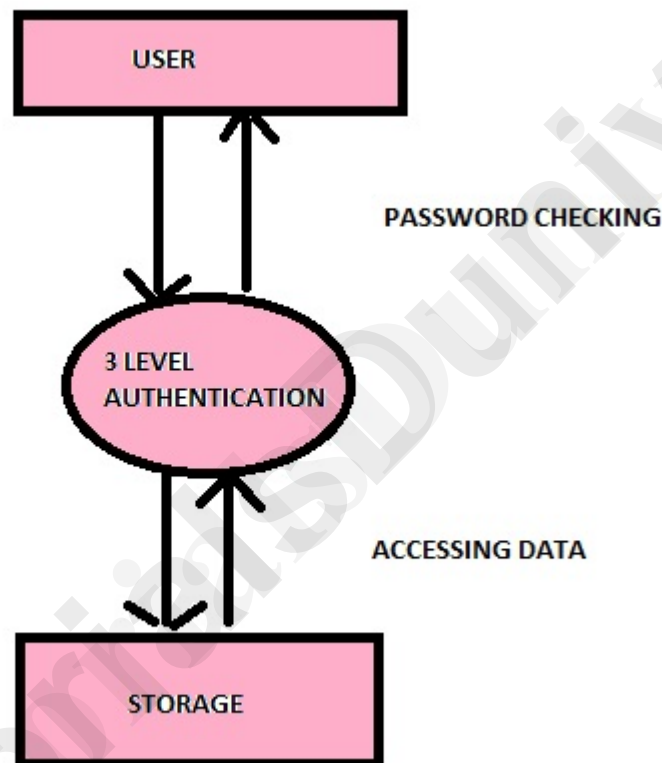 USER
PASSWORD CHECKING
3 LEVEL
AUTHENTICATION
ACCESSING DATA
STORAGE